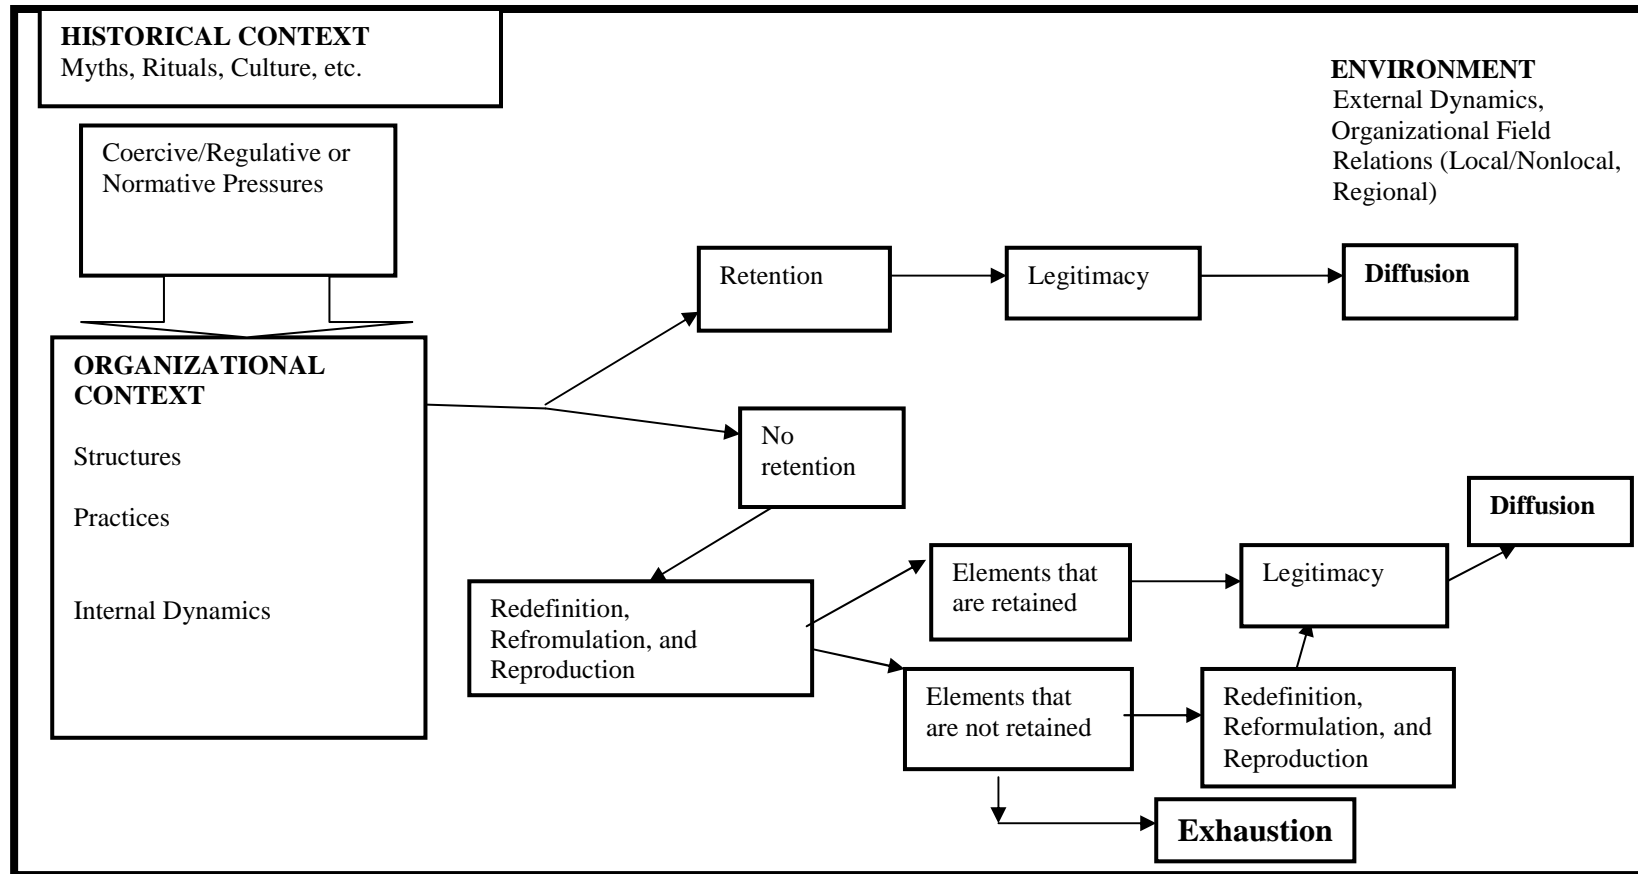 HISTORICAL CONTEXT
Myths, Rituals, Culture, etc.
ENVIRONMENT
External Dynamics,
Organizational Field
Relations (Local/Nonlocal,
Regional)
Coercive/Regulative or
Normative Pressures
Retention
Legitimacy
Diffusion
ORGANIZATIONAL
CONTEXT
Structures
Practices
Internal Dynamics
No
retention
Diffusion
Redefinition,
Refromulation, and
Reproduction
Elements that
are retained
Legitimacy
Elements that
are not retained
Redefinition,
Reformulation, and
Reproduction
Exhaustion